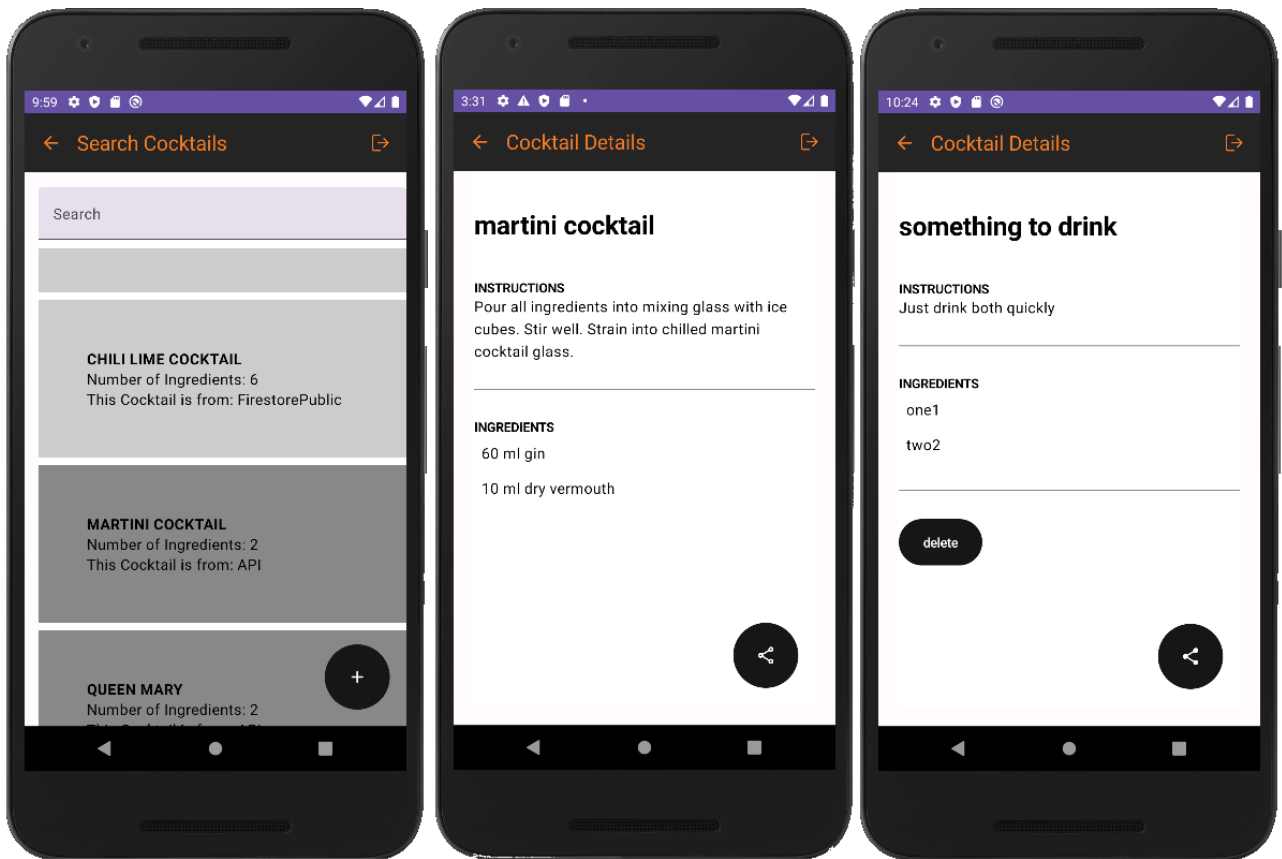 9:59
Search Cocktails
Search
CHILI LIME COCKTAIL
Number of Ingredients: 6
This Cocktail is from: FirestorePublic
MARTINI COCKTAIL
Number of Ingredients: 2
This Cocktail is from: API
QUEEN MARY
Number of Ingredients: 2
+
3:31
Cocktail Details
martini cocktail
INSTRUCTIONS
Pour all ingredients into mixing glass with ice
cubes. Stir well. Strain into chilled martini
cocktail glass.
INGREDIENTS
60 ml gin
10 ml dry vermouth
10:24
Cocktail Details
something to drink
INSTRUCTIONS
Just drink both quickly
INGREDIENTS
one1
two2
delete